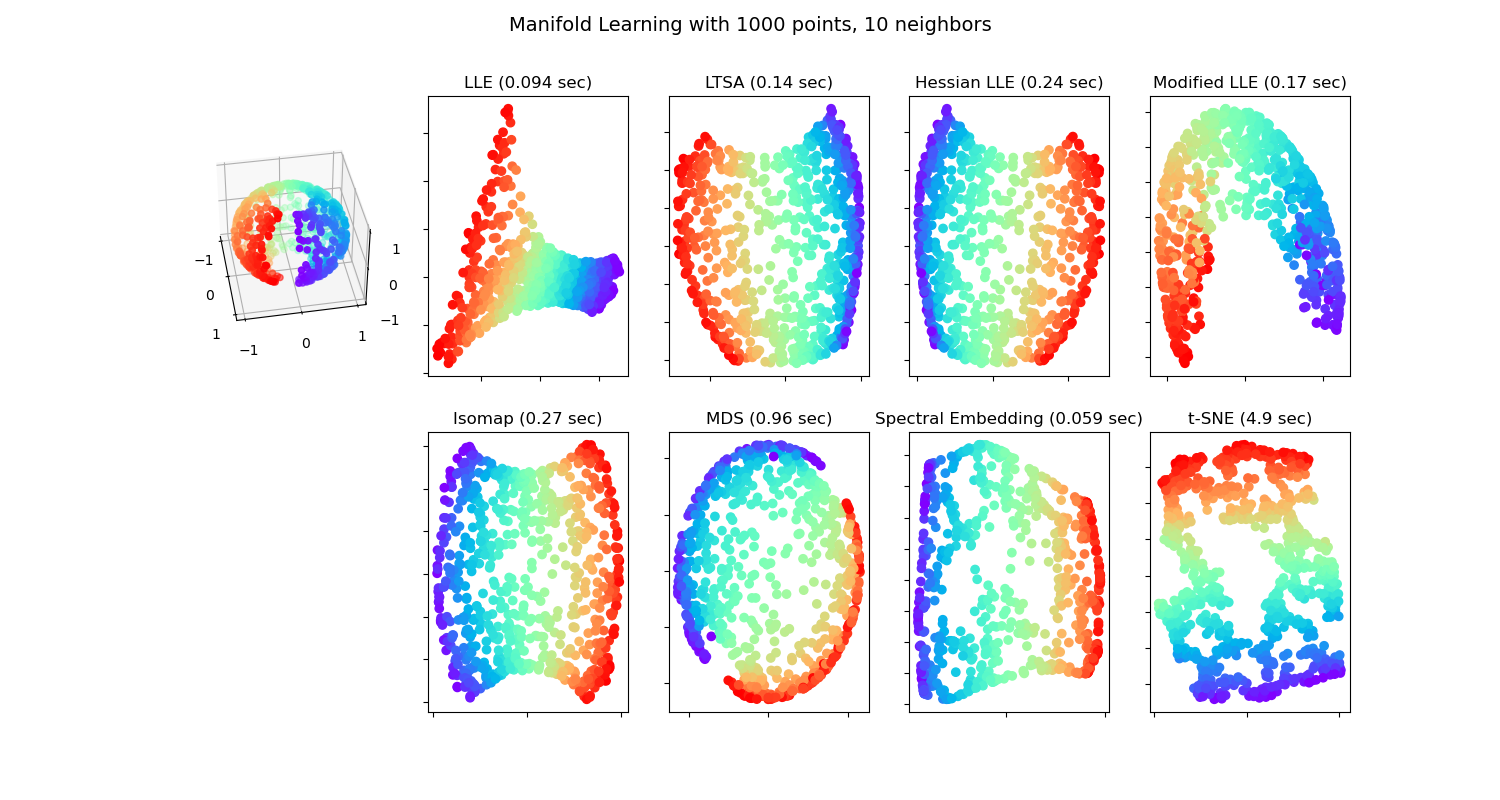 Manifold Learning with 1000 points, 10 neighbors
LLE (0.094 sec)
LTSA (0.14 sec)
Hessian LLE (0.24 sec)
Modified LLE (0.17 sec)
−1
0
1
−1
0
1
1
0
−1
Isomap (0.27 sec)
MDS (0.96 sec)
Spectral Embedding (0.059 sec)
t-SNE (4.9 sec)